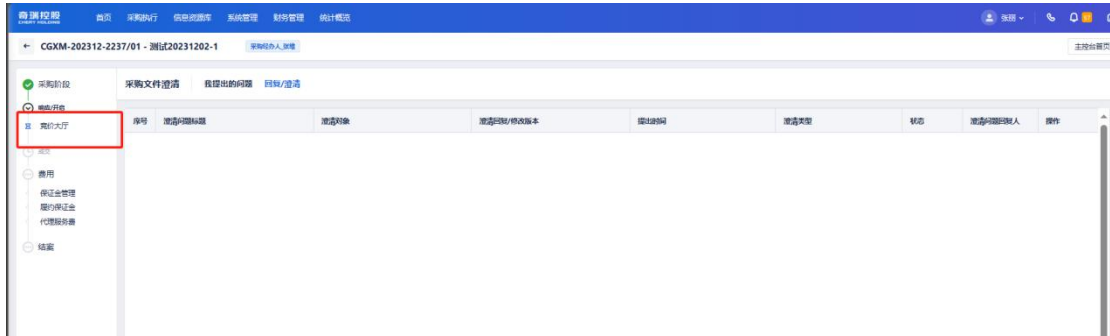 奇瑞控股 首页 采购执行 信息资源库 系统管理 财务管理 统计概览 张丽
CHERY HOLDING
← CGXM-202312-2237/01 - 测试20231202-1 采购经办人_张增 主控台首页
采购阶段 采购文件澄清 我提出的问题 回复/澄清
响应/开启
竞价大厅 序号 澄清问题标题 澄清对象 澄清回复/修改版本 提出时间 澄清类型 状态 澄清问题回复人 操作
成交
费用
保证金管理
履约保证金
代理服务费
结案